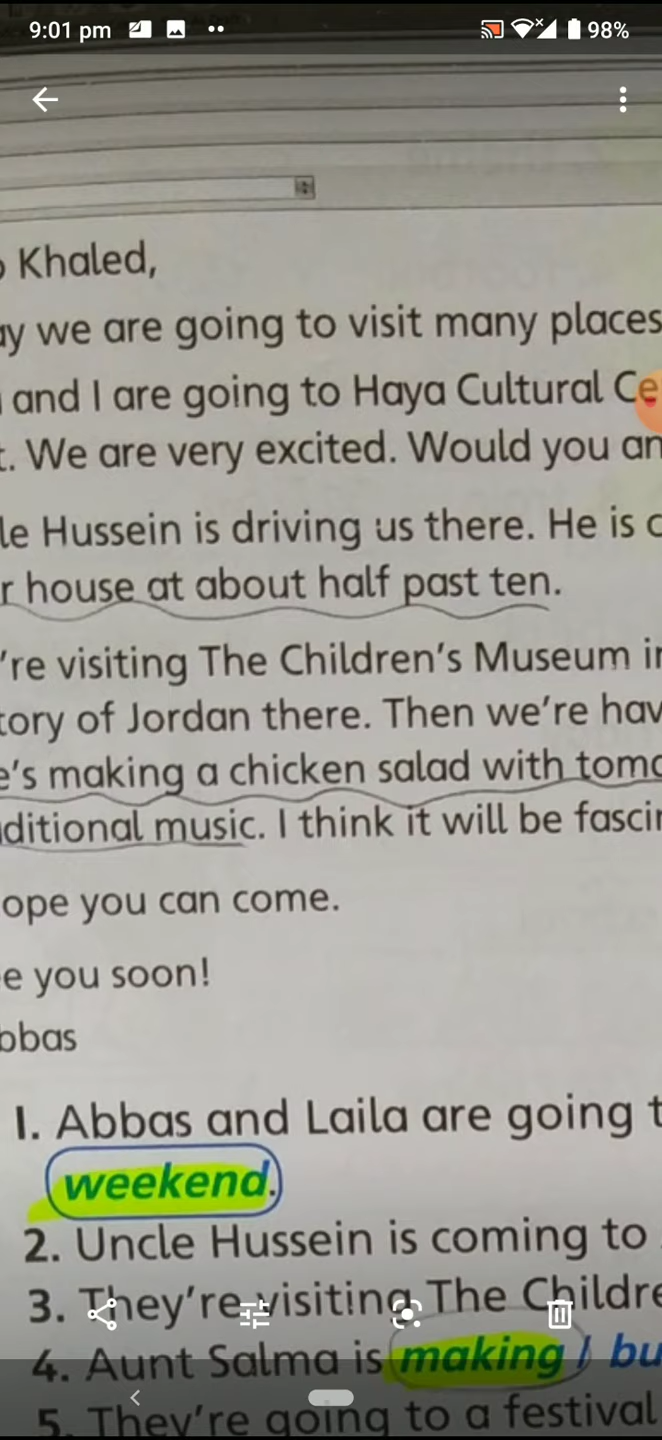 9:01 pm 98%
Khaled,
we are going to visit many places
and I are going to Haya Cultural Ce
. We are very excited. Would you an
le Hussein is driving us there. He is
r house at about half past ten.
're visiting The Children's Museum in
tory of Jordan there. Then we're hav
e's making a chicken salad with toma
ditional music. I think it will be fascin
ope you can come.
e you soon!
bbas
1. Abbas and Laila are going t
weekend.
2. Uncle Hussein is coming to
3. They're visiting The Childre
4. Aunt Salma is making / bu
5. They're going to a festival